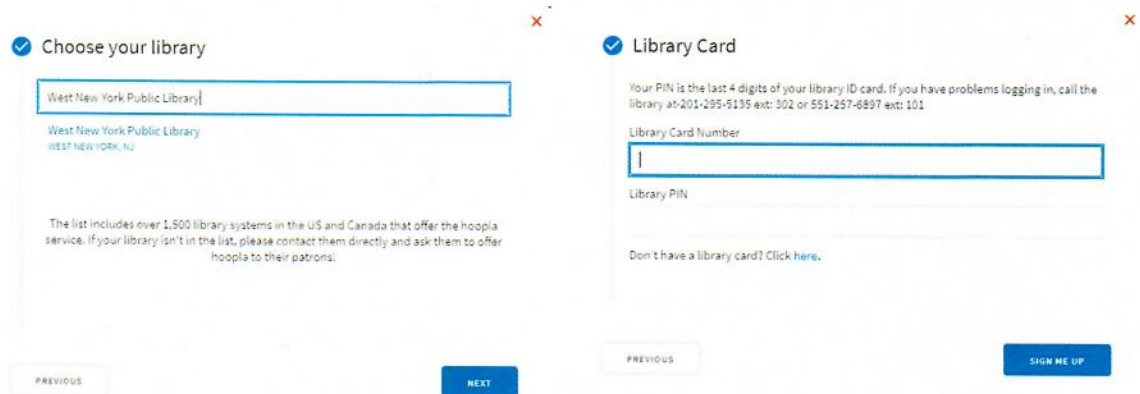 Choose your library
West New York Public Library
West New York Public Library
WEST NEW YORK, NJ
The list includes over 1,500 library systems in the US and Canada that offer the hoopla
service. If your library isn't in the list, please contact them directly and ask them to offer
hoopla to their patrons.
PREVIOUS
NEXT
Library Card
Your PIN is the last 4 digits of your library ID card. If you have problems logging in, call the
library at-201-295-5135 ext: 302 or 551-257-6897 ext: 101
Library Card Number
Library PIN
Don't have a library card? Click here.
PREVIOUS
SIGN ME UP